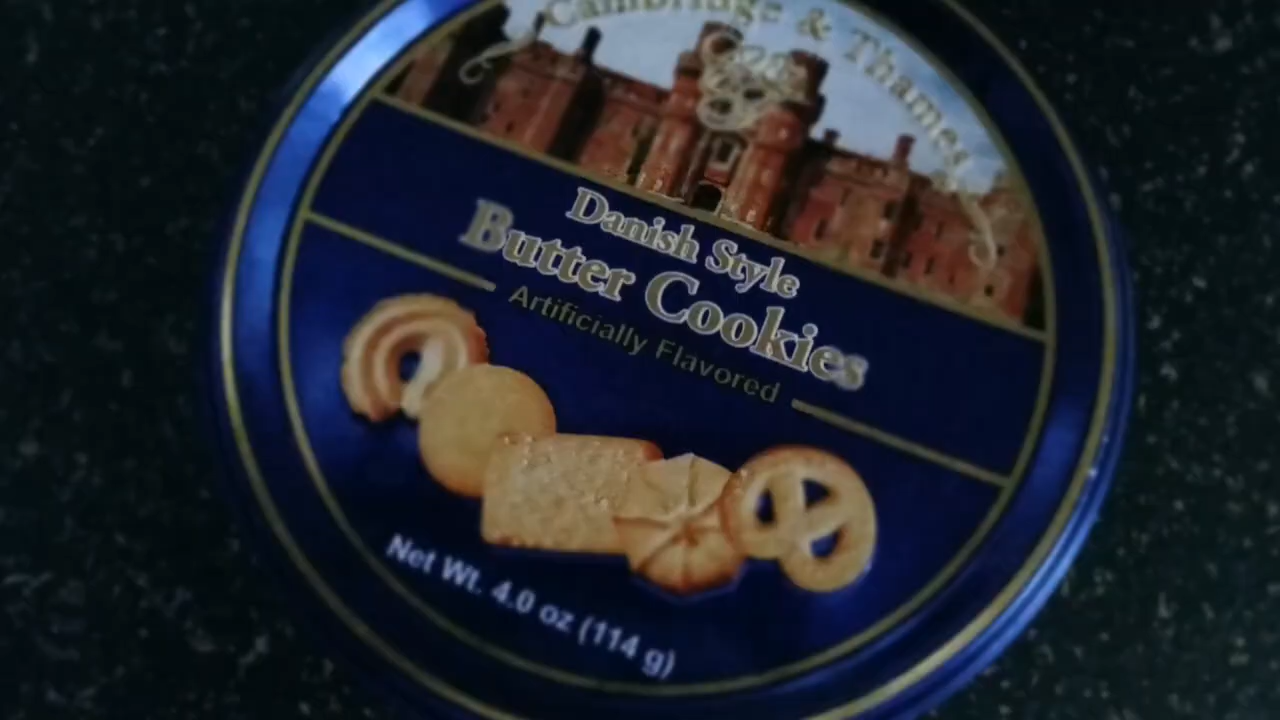 Cambridge & Thames
Danish Style
Butter Cookies
Artificially Flavored
Net Wt. 4.0 oz (114 g)